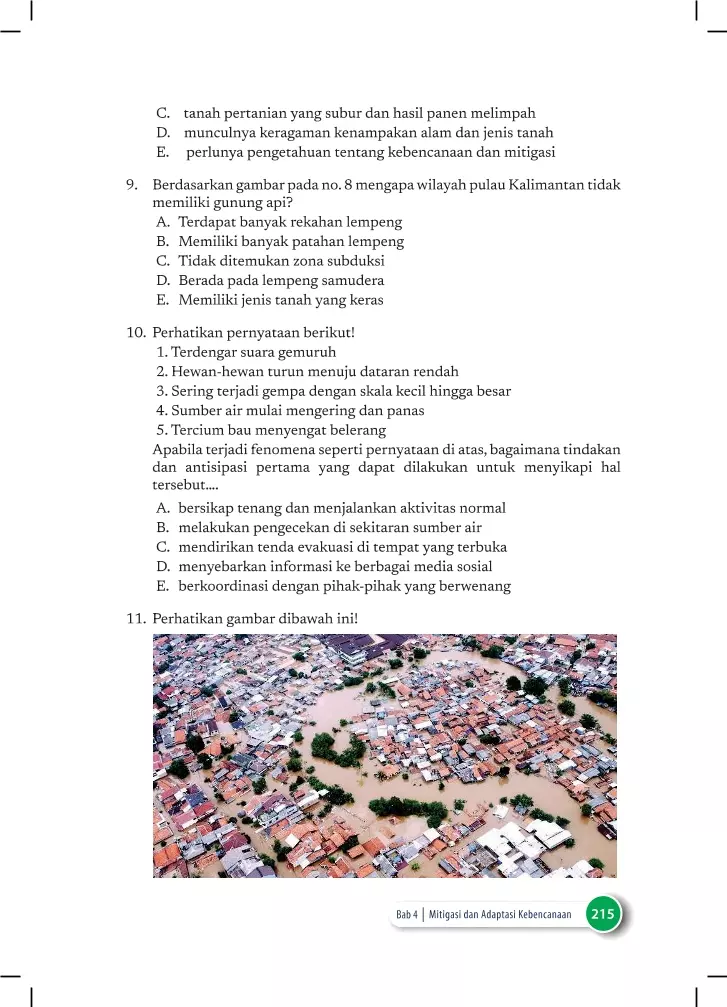 C. tanah pertanian yang subur dan hasil panen melimpah
D. munculnya keragaman kenampakan alam dan jenis tanah
E. perlunya pengetahuan tentang kebencanaan dan mitigasi
9. Berdasarkan gambar pada no. 8 mengapa wilayah pulau Kalimantan tidak
memiliki gunung api?
A. Terdapat banyak rekahan lempeng
B. Memiliki banyak patahan lempeng
C. Tidak ditemukan zona subduksi
D. Berada pada lempeng samudera
E. Memiliki jenis tanah yang keras
10. Perhatikan pernyataan berikut!
1. Terdengar suara gemuruh
2. Hewan-hewan turun menuju dataran rendah
3. Sering terjadi gempa dengan skala kecil hingga besar
4. Sumber air mulai mengering dan panas
5. Tercium bau menyengat belerang
Apabila terjadi fenomena seperti pernyataan di atas, bagaimana tindakan
dan antisipasi pertama yang dapat dilakukan untuk menyikapi hal
tersebut....
A. bersikap tenang dan menjalankan aktivitas normal
B. melakukan pengecekan di sekitaran sumber air
C. mendirikan tenda evakuasi di tempat yang terbuka
D. menyebarkan informasi ke berbagai media sosial
E. berkoordinasi dengan pihak-pihak yang berwenang
11. Perhatikan gambar dibawah ini!
Bab 4 | Mitigasi dan Adaptasi Kebencanaan 215